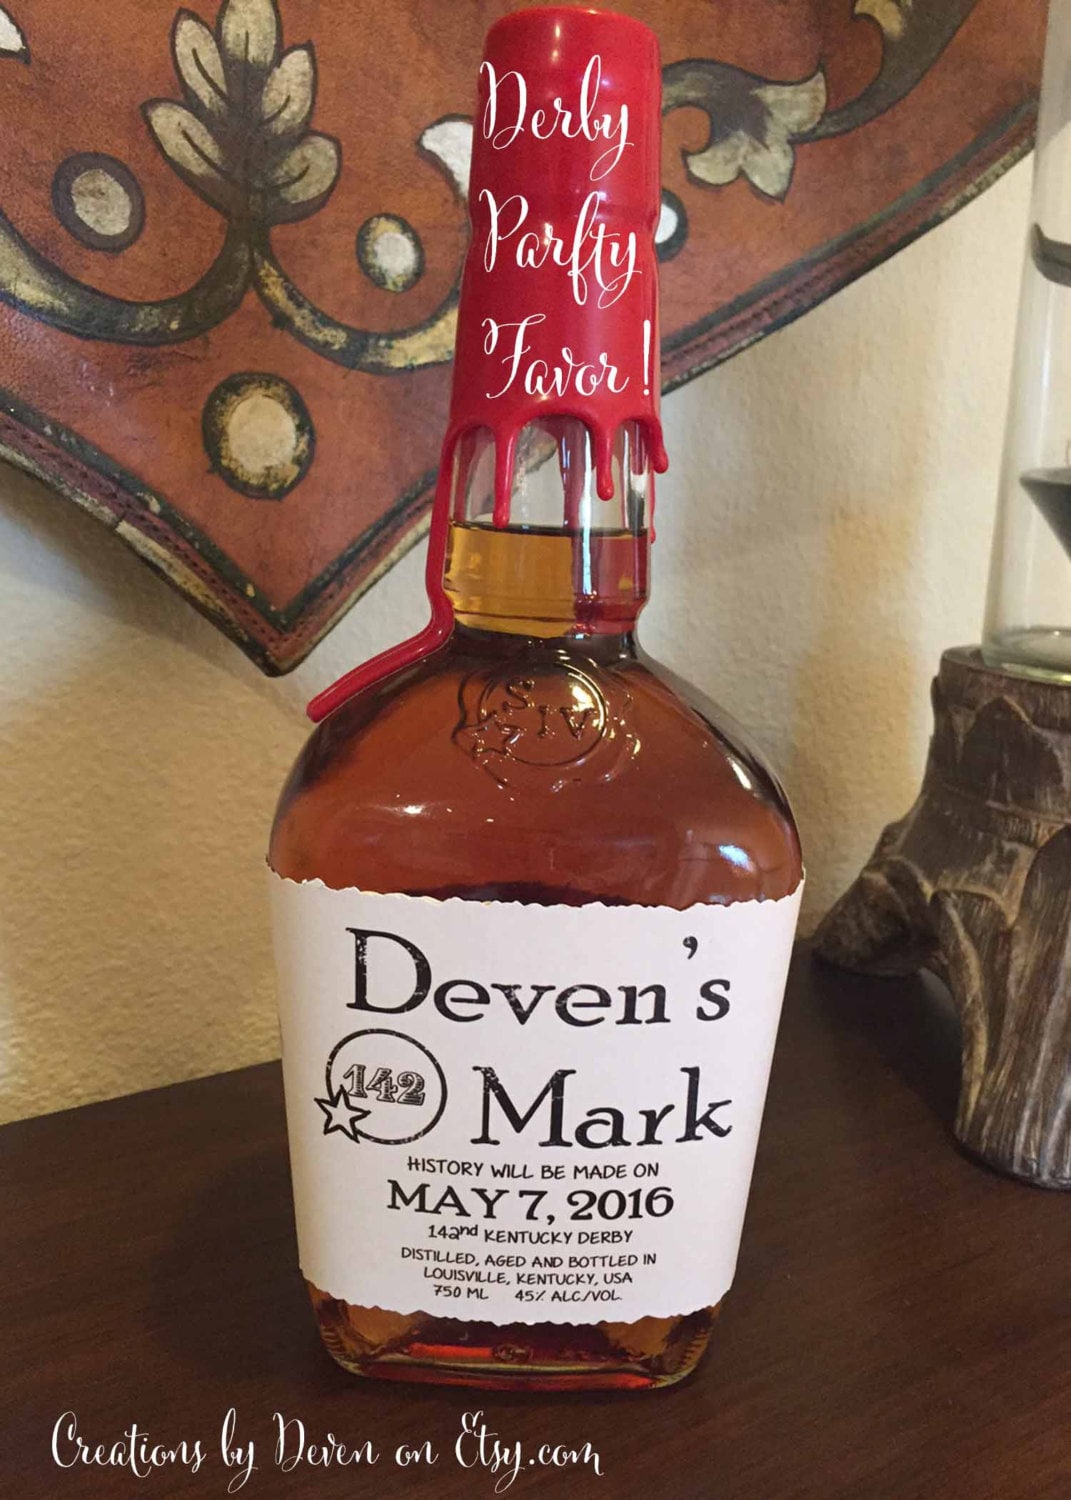 Derby
Parfty
Favor!
SIV
Deven's
142
Mark
HISTORY WILL BE MADE ON
MAY 7, 2016
142nd KENTUCKY DERBY
DISTILLED, AGED AND BOTTLED IN
LOUISVILLE, KENTUCKY, USA
750 ML 45% ALC/VOL.
Creations by Deven on Etsy.com